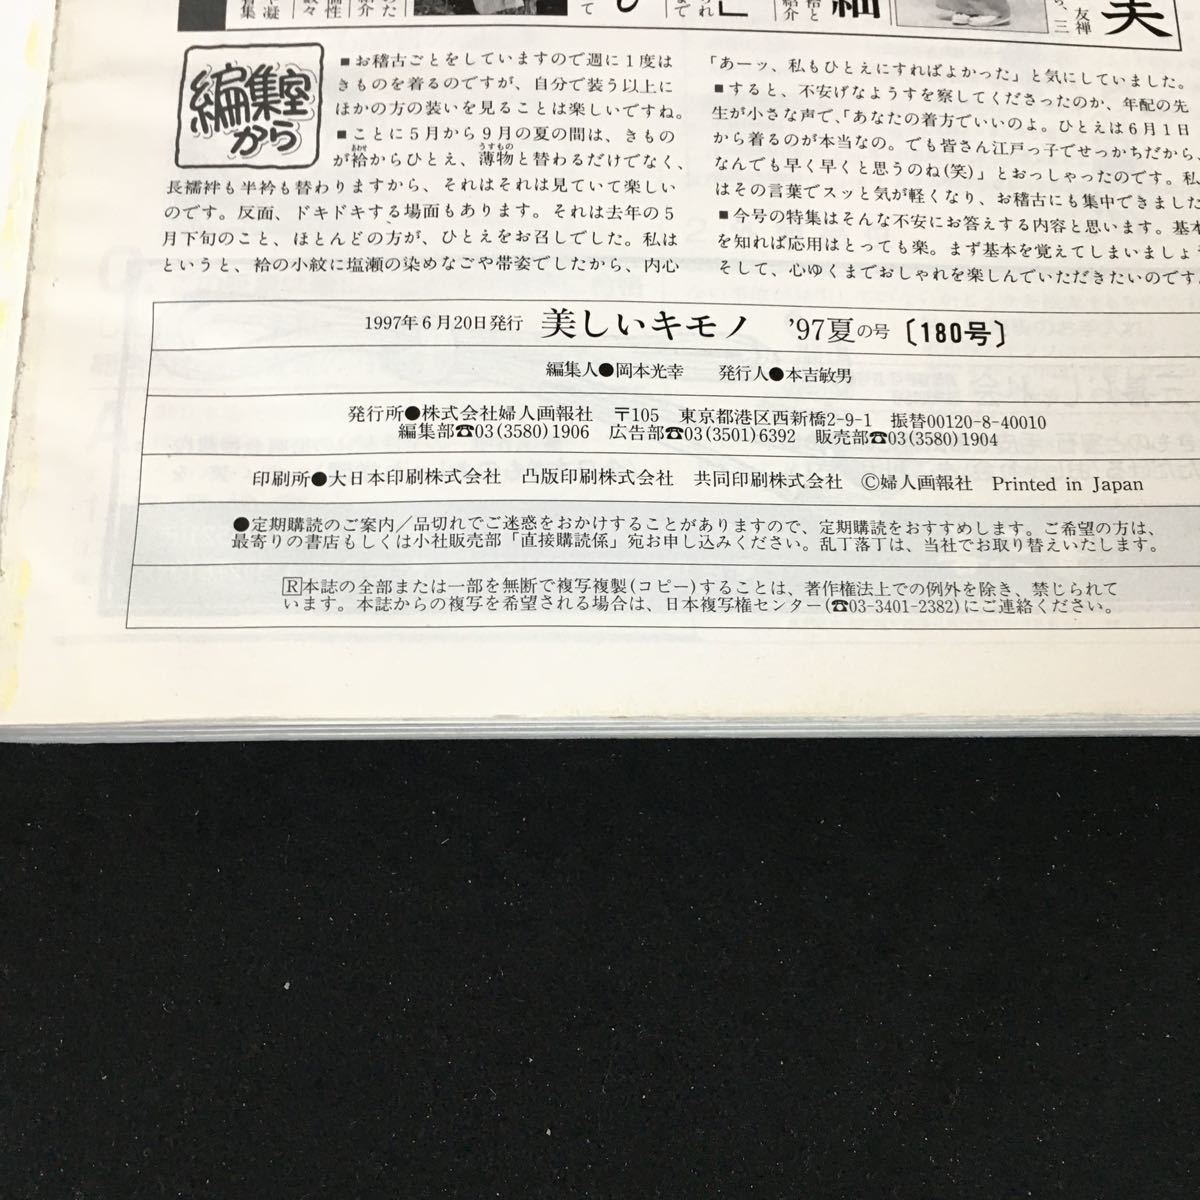 編集室
から
■お稽古ごとをしていますので週に1度は
きものを着るのですが、自分で装う以上に
ほかの方の装いを見ることは楽しいですね。
■ことに5月から9月の夏の間は、きもの
が袷からひとえ、薄物と替わるだけでなく、
長襦袢も半衿も替わりますから、それはそれは見ていて楽しい
のです。反面、ドキドキする場面もあります。それは去年の5
月下旬のこと、ほとんどの方が、ひとえをお召しでした。私は
というと、袷の小紋に塩瀬の染めなごや帯姿でしたから、内心
「あーッ、私もひとえにすればよかった」と気にしていました。
■すると、不安げなようすを察してくださったのか、年配の先
生が小さな声で、「あなたの着方でいいのよ。ひとえは6月1日
から着るのが本当なの。でも皆さん江戸っ子でせっかちだから、
なんでも早く早くと思うのね(笑)」とおっしゃったのです。私
はその言葉でスッと気が軽くなり、お稽古にも集中できました
■今号の特集はそんな不安にお答えする内容と思います。基本
を知れば応用はとっても楽。まず基本を覚えてしまいましょう
そして、心ゆくまでおしゃれを楽しんでいただきたいのです。
1997年6月20日発行 美しいキモノ ’97夏の号〔180号〕
編集人●岡本光幸 発行人●本吉敏男
発行所●株式会社婦人画報社 〒105 東京都港区西新橋2-9-1 振替00120-8-40010
編集部☎03(3580)1906 広告部☎03(3501)6392 販売部☎03(3580)1904
印刷所●大日本印刷株式会社 凸版印刷株式会社 共同印刷株式会社 ©婦人画報社 Printed in Japan
●定期購読のご案内／品切れでご迷惑をおかけすることがありますので、定期購読をおすすめします。ご希望の方は、
最寄りの書店もしくは小社販売部「直接購読係」宛お申し込みください。乱丁落丁は、当社でお取り替えいたします。
Ⓡ本誌の全部または一部を無断で複写複製(コピー)することは、著作権法上での例外を除き、禁じられて
います。本誌からの複写を希望される場合は、日本複写権センター(☎03-3401-2382)にご連絡ください。